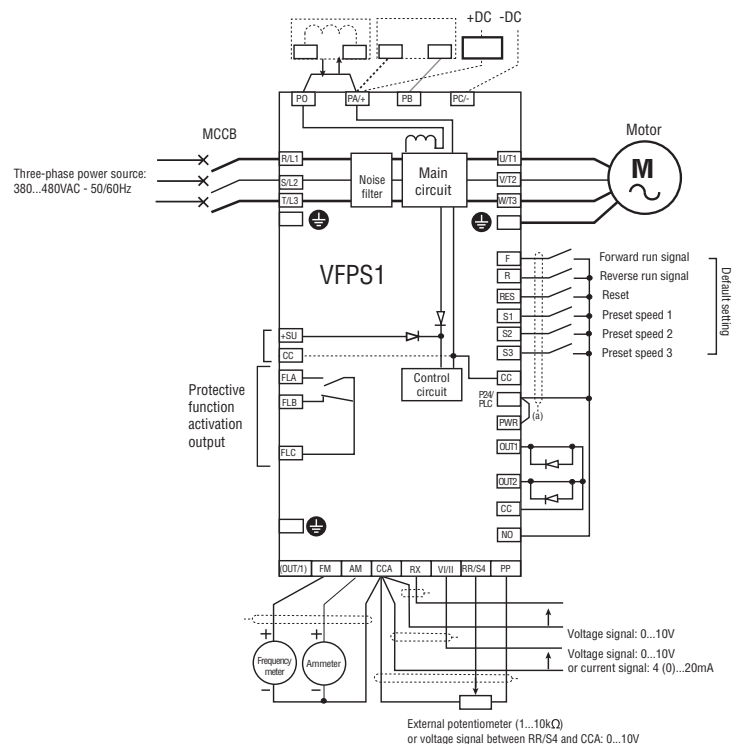 +DC -DC
PO
PA/+
PB
PC/-
MCCB
Motor
Three-phase power source:
380...480VAC - 50/60Hz
R/L1
S/L2
T/L3
Noise
filter
Main
circuit
U/T1
V/T2
W/T3
M
VFPS1
F
R
RES
S1
S2
S3
CC
P24/
PLC
PWR
(a)
OUT1
OUT2
CC
NO
Forward run signal
Reverse run signal
Reset
Preset speed 1
Preset speed 2
Preset speed 3
Default setting
+SU
CC
FLA
FLB
FLC
Control
circuit
Protective
function
activation
output
(OUT/1)
FM
AM
CCA
RX
VI/II
RR/S4
PP
+
+
Frequency
meter
Ammeter
−
−
Voltage signal: 0...10V
Voltage signal: 0...10V
or current signal: 4 (0)...20mA
External potentiometer (1...10kΩ)
or voltage signal between RR/S4 and CCA: 0...10V